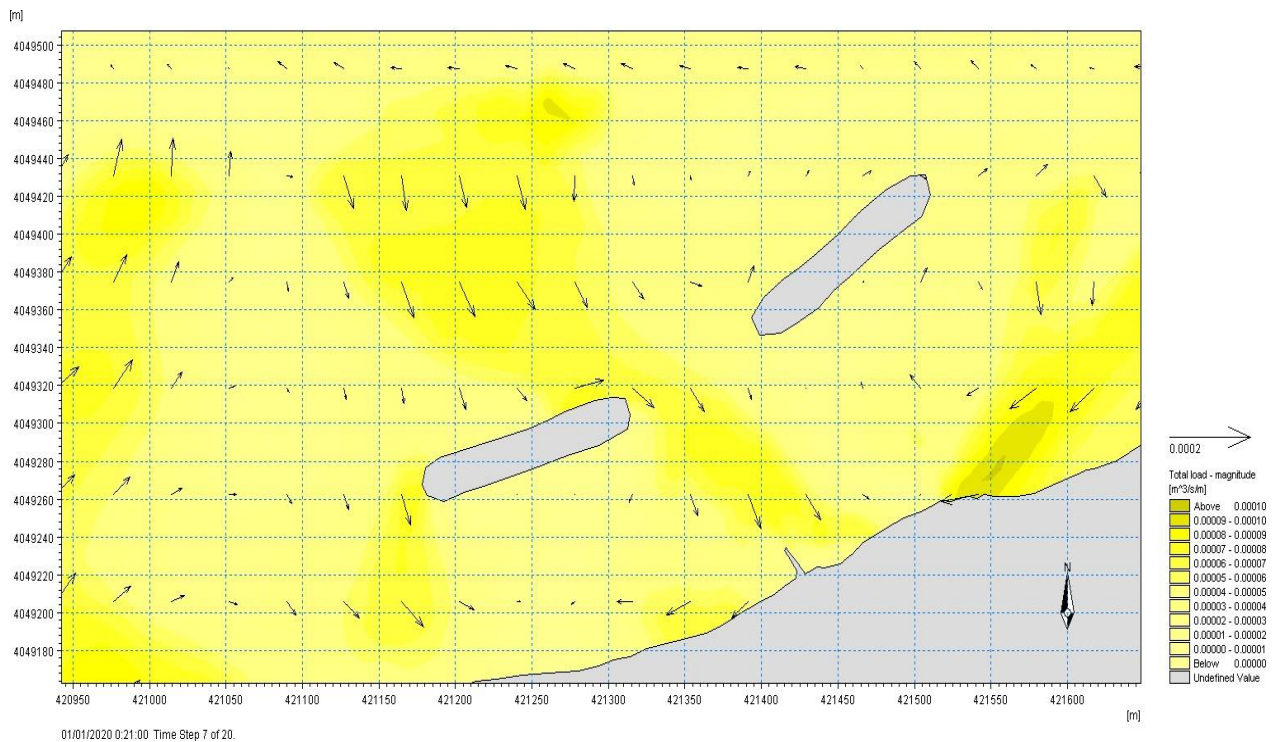 [m]
4049500
4049480
4049460
4049440
4049420
4049400
4049380
4049360
4049340
4049320
4049300
4049280
4049260
4049240
4049220
4049200
4049180
420950 421000 421050 421100 421150 421200 421250 421300 421350 421400 421450 421500 421550 421600
[m]
N
0.0002
Total load - magnitude
[m^3/s/m]
Above 0.00010
0.00009 - 0.00010
0.00008 - 0.00009
0.00007 - 0.00008
0.00006 - 0.00007
0.00005 - 0.00006
0.00004 - 0.00005
0.00003 - 0.00004
0.00002 - 0.00003
0.00001 - 0.00002
0.00000 - 0.00001
Below 0.00000
Undefined Value
01/01/2020 0:21:00 Time Step 7 of 20.